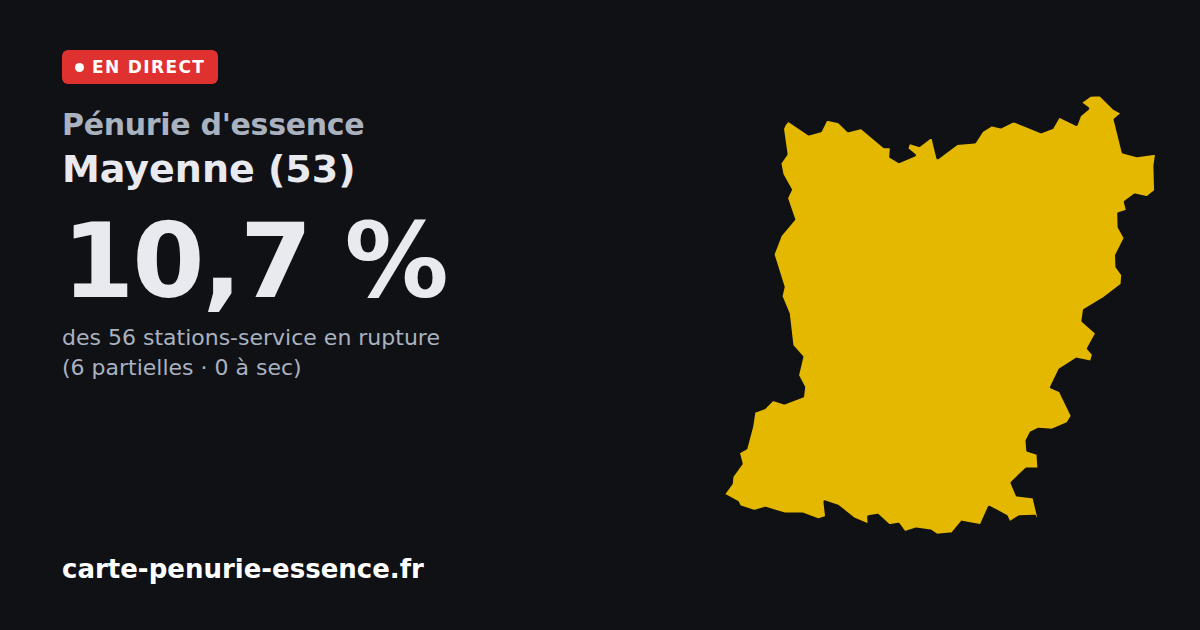 EN DIRECT
Pénurie d'essence
Mayenne (53)
10,7 %
des 56 stations-service en rupture
(6 partielles · 0 à sec)
carte-penurie-essence.fr